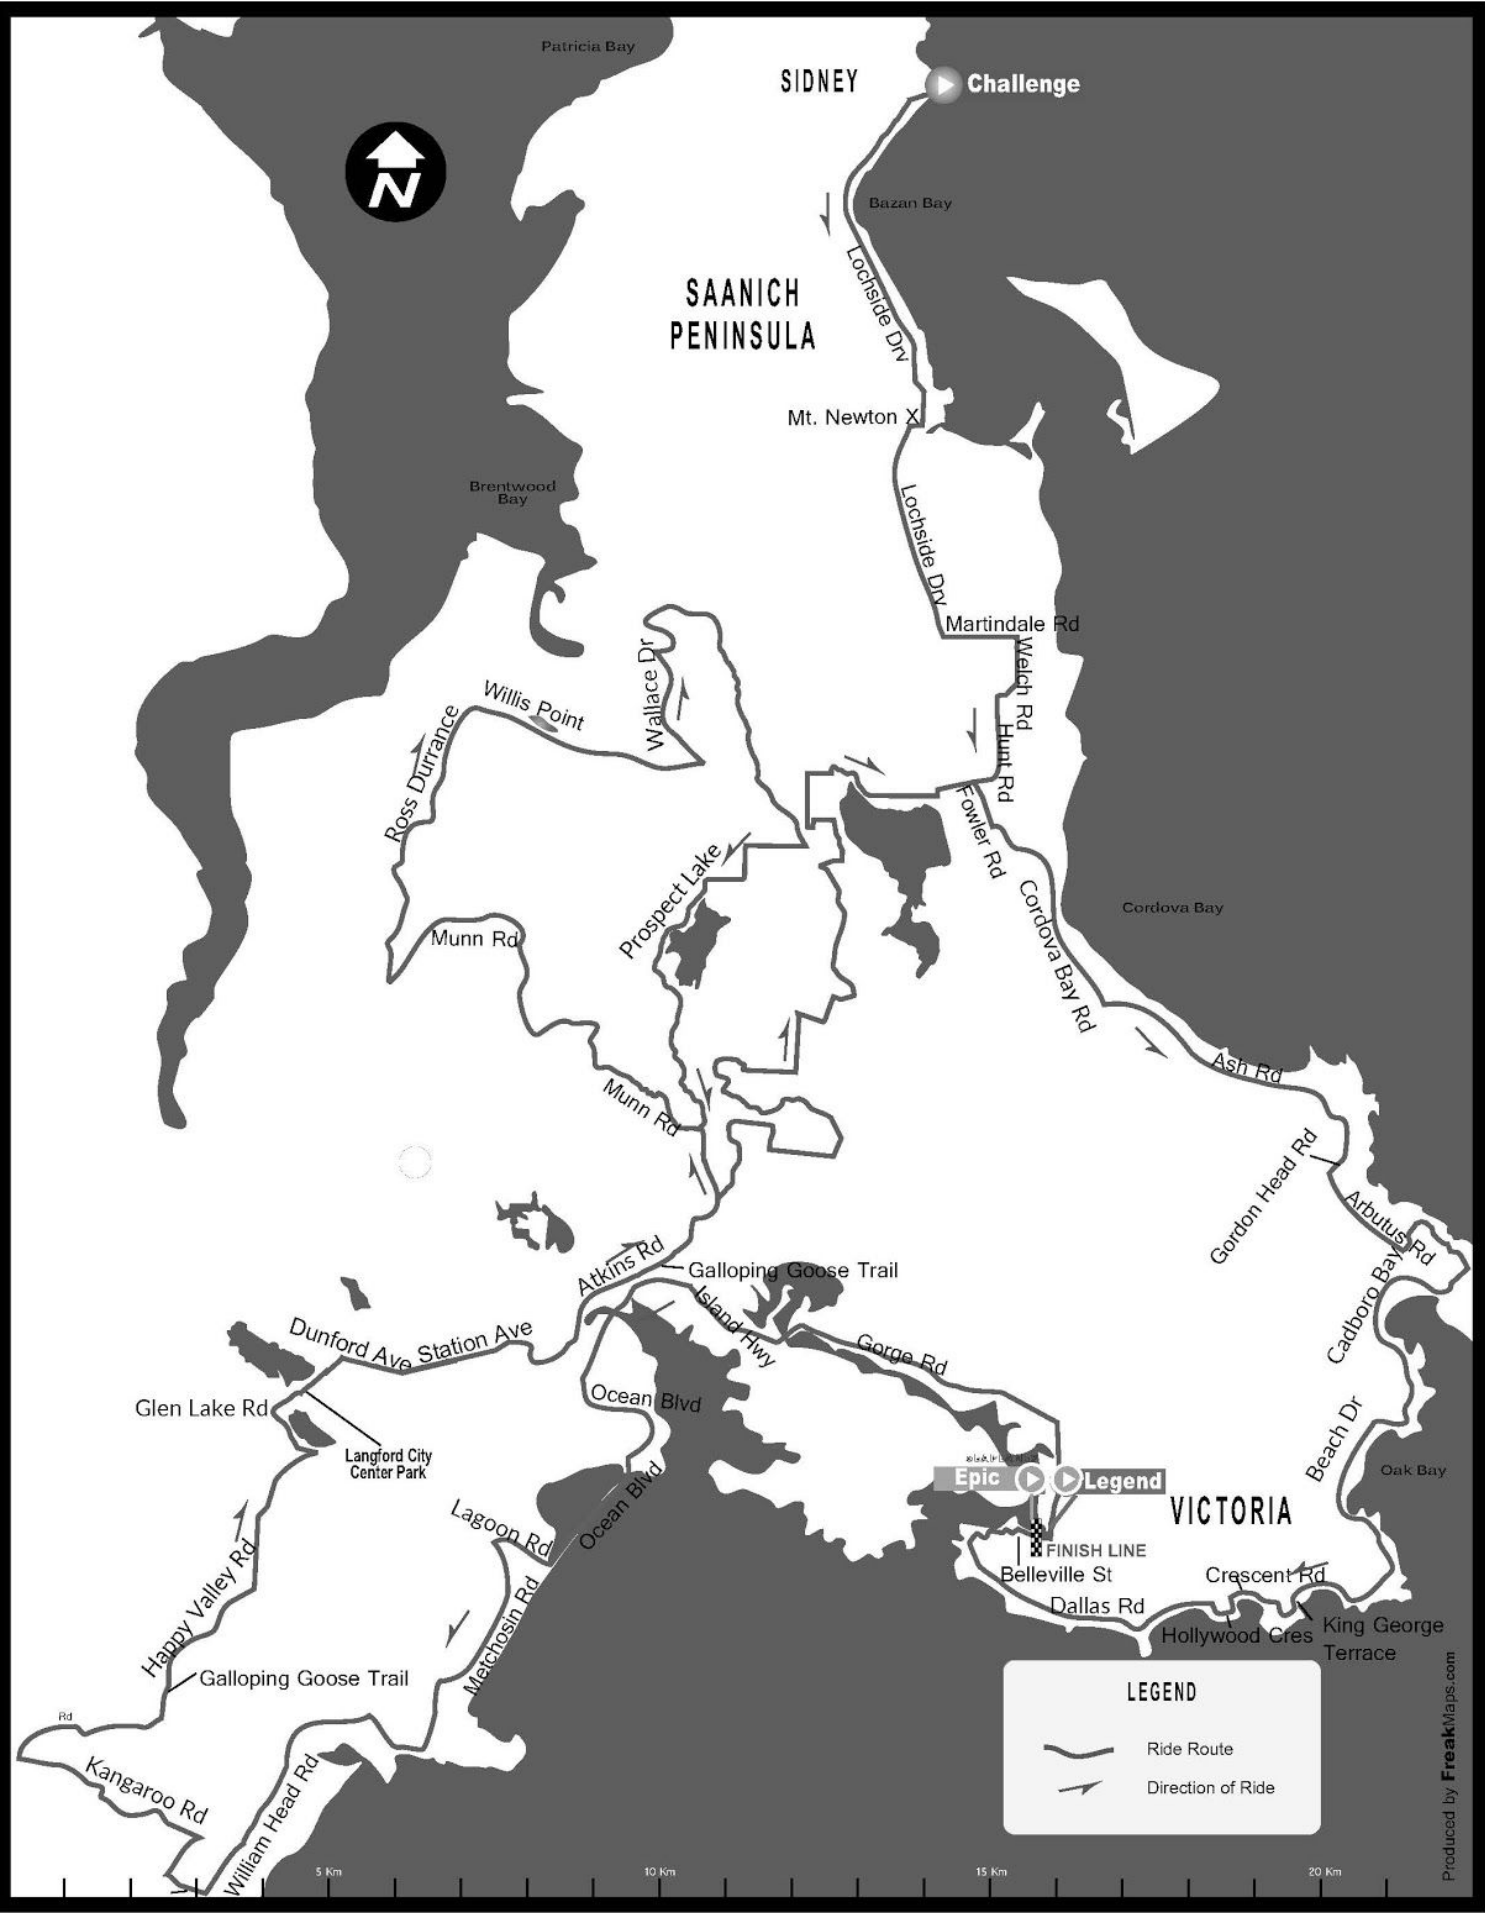 Patricia Bay
SIDNEY
Challenge
N
Bazan Bay
Lochside Drv
SAANICH
PENINSULA
Mt. Newton X
Brentwood
Bay
Lochside Drv
Martindale Rd
Welch Rd
Wallace Dr
Willis Point
Ross Durrance
Hunt Rd
Fowler Rd
Prospect Lake
Cordova Bay Rd
Cordova Bay
Munn Rd
Munn Rd
Ash Rd
Gordon Head Rd
Arbutus Rd
Cadboro Bay
Atkins Rd
Galloping Goose Trail
Island Hwy
Gorge Rd
Dunford Ave
Station Ave
Glen Lake Rd
Ocean Blvd
Langford City
Center Park
Beach Dr
Oak Bay
Epic
Legend
VICTORIA
Ocean Blvd
Lagoon Rd
FINISH LINE
Belleville St
Crescent Rd
Dallas Rd
Hollywood Cres
King George
Terrace
Happy Valley Rd
Metchosin Rd
Galloping Goose Trail
Rd
Kangaroo Rd
William Head Rd
LEGEND
Ride Route
Direction of Ride
Produced by FreakMaps.com
5 Km
10 Km
15 Km
20 Km